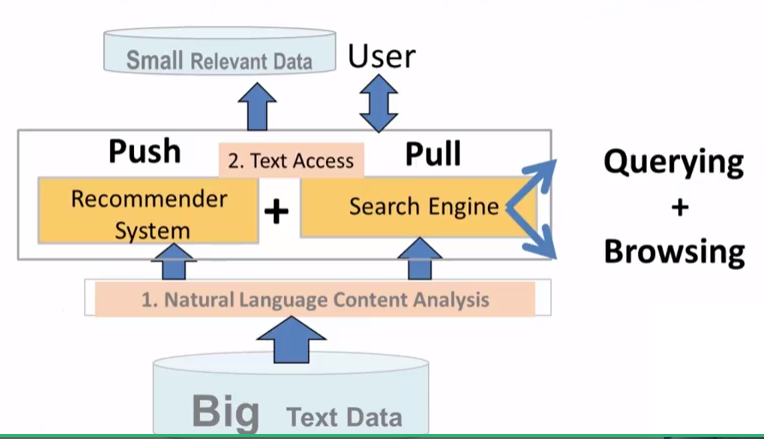 Small Relevant Data
User
Push
2. Text Access
Pull
Recommender
System
+
Search Engine
Querying
+
Browsing
1. Natural Language Content Analysis
Big Text Data